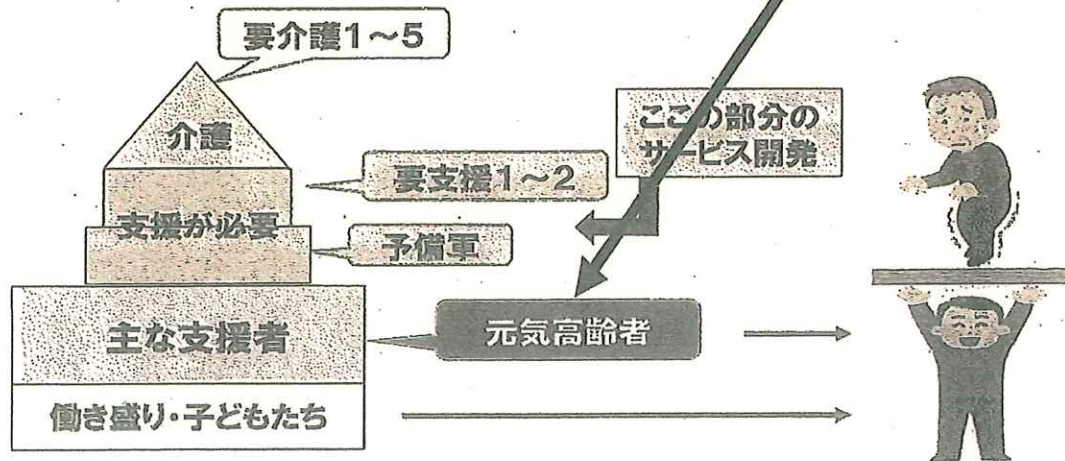 要介護1～5
介護
ここの部分の
サービス開発
要支援1～2
支援が必要
予備軍
主な支援者
元気高齢者
働き盛り・子どもたち